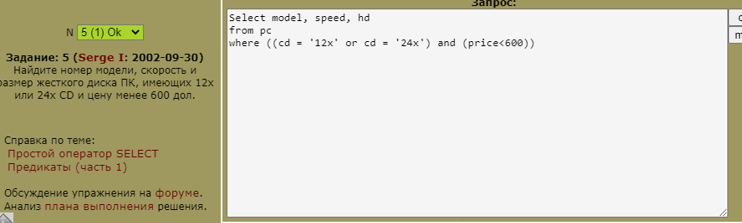 Запрос:
N 5 (1) Ok
Задание: 5 (Serge I: 2002-09-30)
Найдите номер модели, скорость и
размер жесткого диска ПК, имеющих 12x
или 24x CD и цену менее 600 дол.
Справка по теме:
Простой оператор SELECT
Предикаты (часть 1)
Обсуждение упражнения на форуме.
Анализ плана выполнения решения.
Select model, speed, hd
from pc
where ((cd = '12x' or cd = '24x') and (price<600))